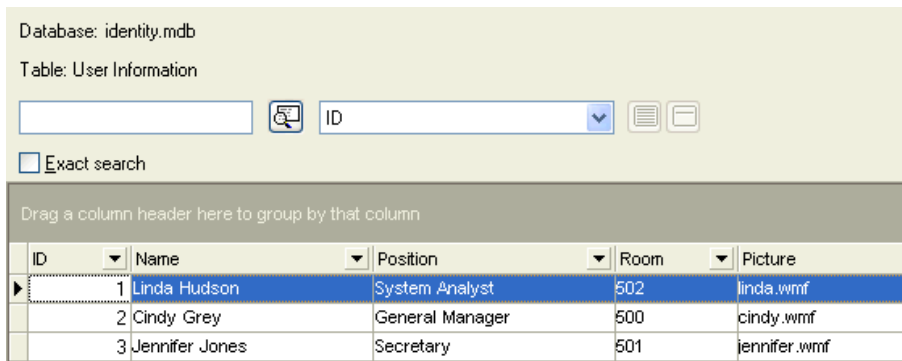 Database: identity.mdb
Table: User Information
ID
Exact search
Drag a column header here to group by that column
ID Name Position Room Picture
1 Linda Hudson System Analyst 502 linda.wmf
2 Cindy Grey General Manager 500 cindy.wmf
3 Jennifer Jones Secretary 501 jennifer.wmf